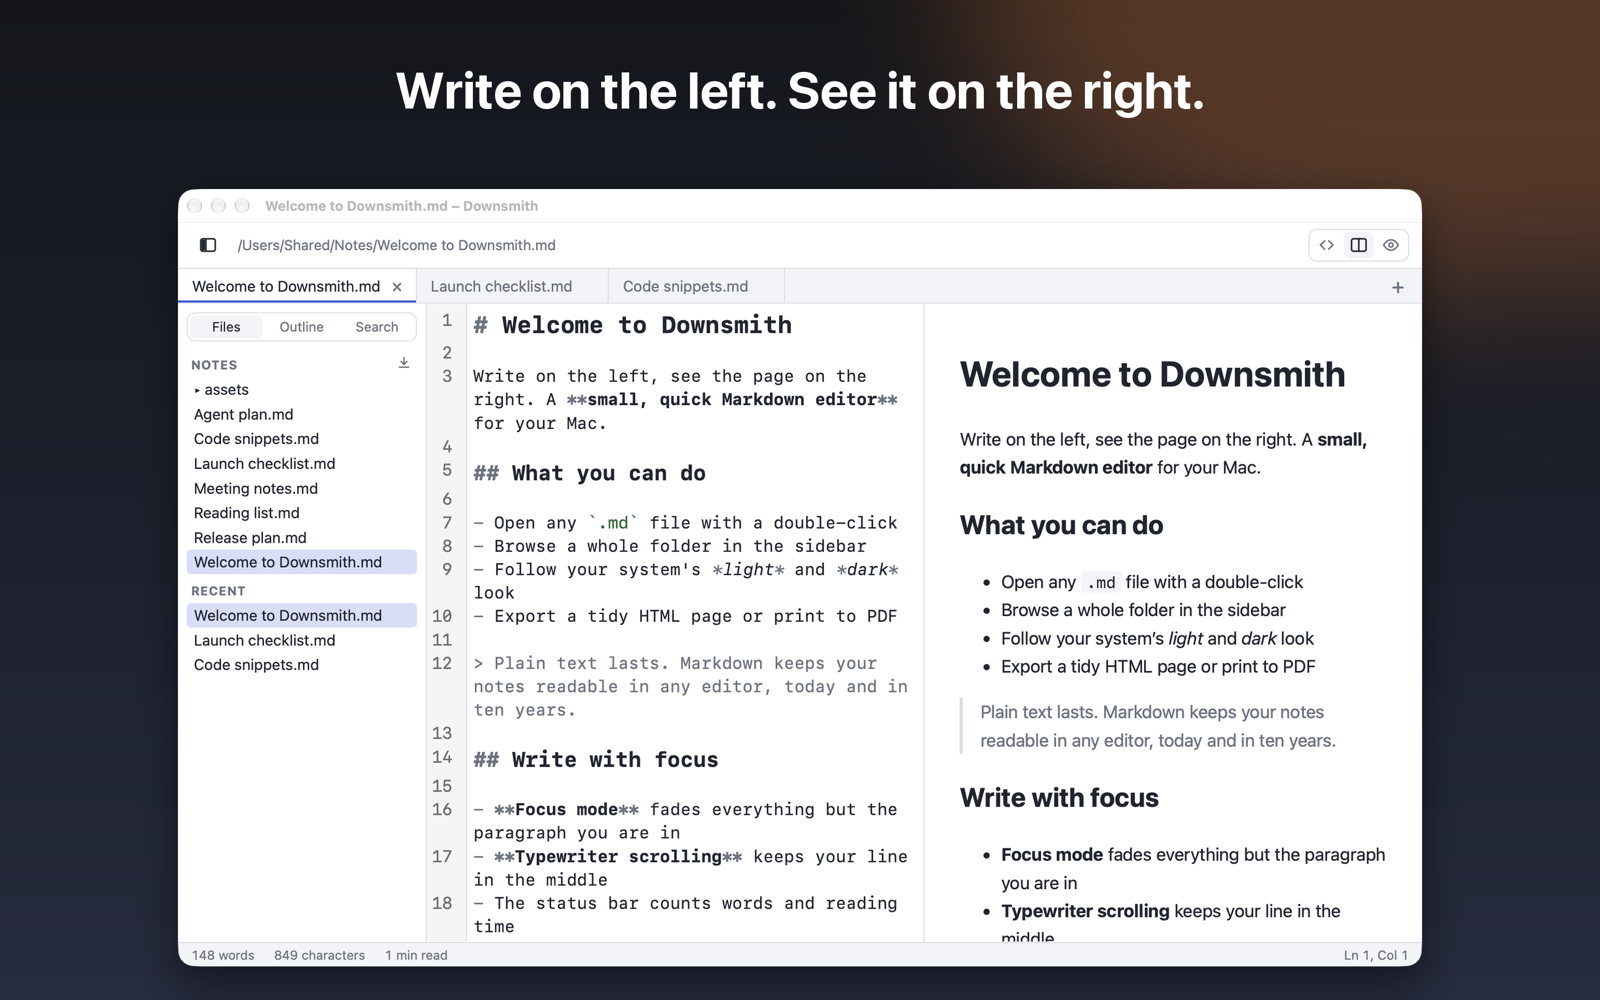 Write on the left. See it on the right.
Welcome to Downsmith.md – Downsmith
/Users/Shared/Notes/Welcome to Downsmith.md
Welcome to Downsmith.md ×
Launch checklist.md
Code snippets.md
+
Files Outline Search
NOTES
assets
Agent plan.md
Code snippets.md
Launch checklist.md
Meeting notes.md
Reading list.md
Release plan.md
Welcome to Downsmith.md
RECENT
Welcome to Downsmith.md
Launch checklist.md
Code snippets.md
1 # Welcome to Downsmith
2
3 Write on the left, see the page on the
right. A **small, quick Markdown editor**
for your Mac.
4
5 ## What you can do
6
7 - Open any `.md` file with a double-click
8 - Browse a whole folder in the sidebar
9 - Follow your system's *light* and *dark*
look
10 - Export a tidy HTML page or print to PDF
11
12 > Plain text lasts. Markdown keeps your
notes readable in any editor, today and in
ten years.
13
14 ## Write with focus
15
16 - **Focus mode** fades everything but the
paragraph you are in
17 - **Typewriter scrolling** keeps your line
in the middle
18 - The status bar counts words and reading
time
Welcome to Downsmith
Write on the left, see the page on the right. A small,
quick Markdown editor for your Mac.
What you can do
• Open any .md file with a double-click
• Browse a whole folder in the sidebar
• Follow your system’s light and dark look
• Export a tidy HTML page or print to PDF
Plain text lasts. Markdown keeps your notes
readable in any editor, today and in ten years.
Write with focus
• Focus mode fades everything but the paragraph
you are in
• Typewriter scrolling keeps your line in the
middle
148 words 849 characters 1 min read
Ln 1, Col 1